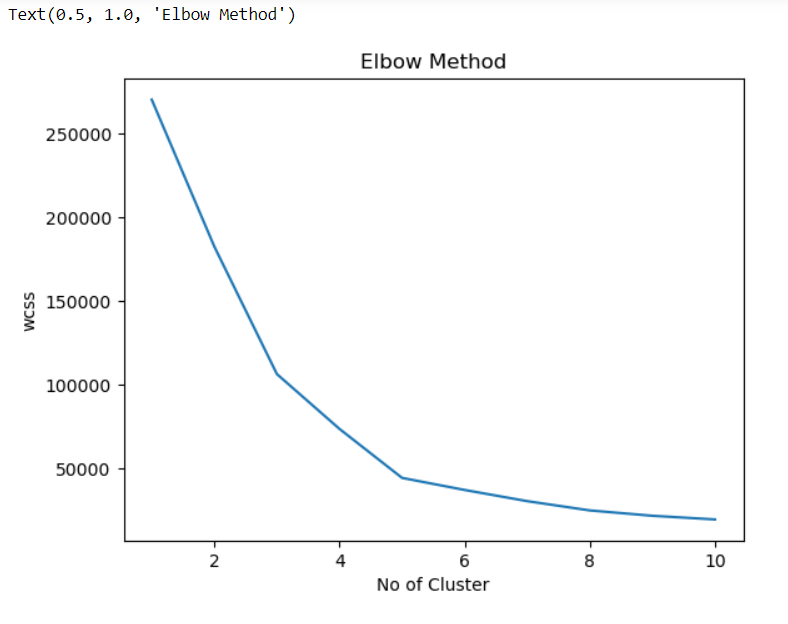 Text(0.5, 1.0, 'Elbow Method')
Elbow Method
250000
200000
150000
100000
50000
wcss
2 4 6 8 10
No of Cluster